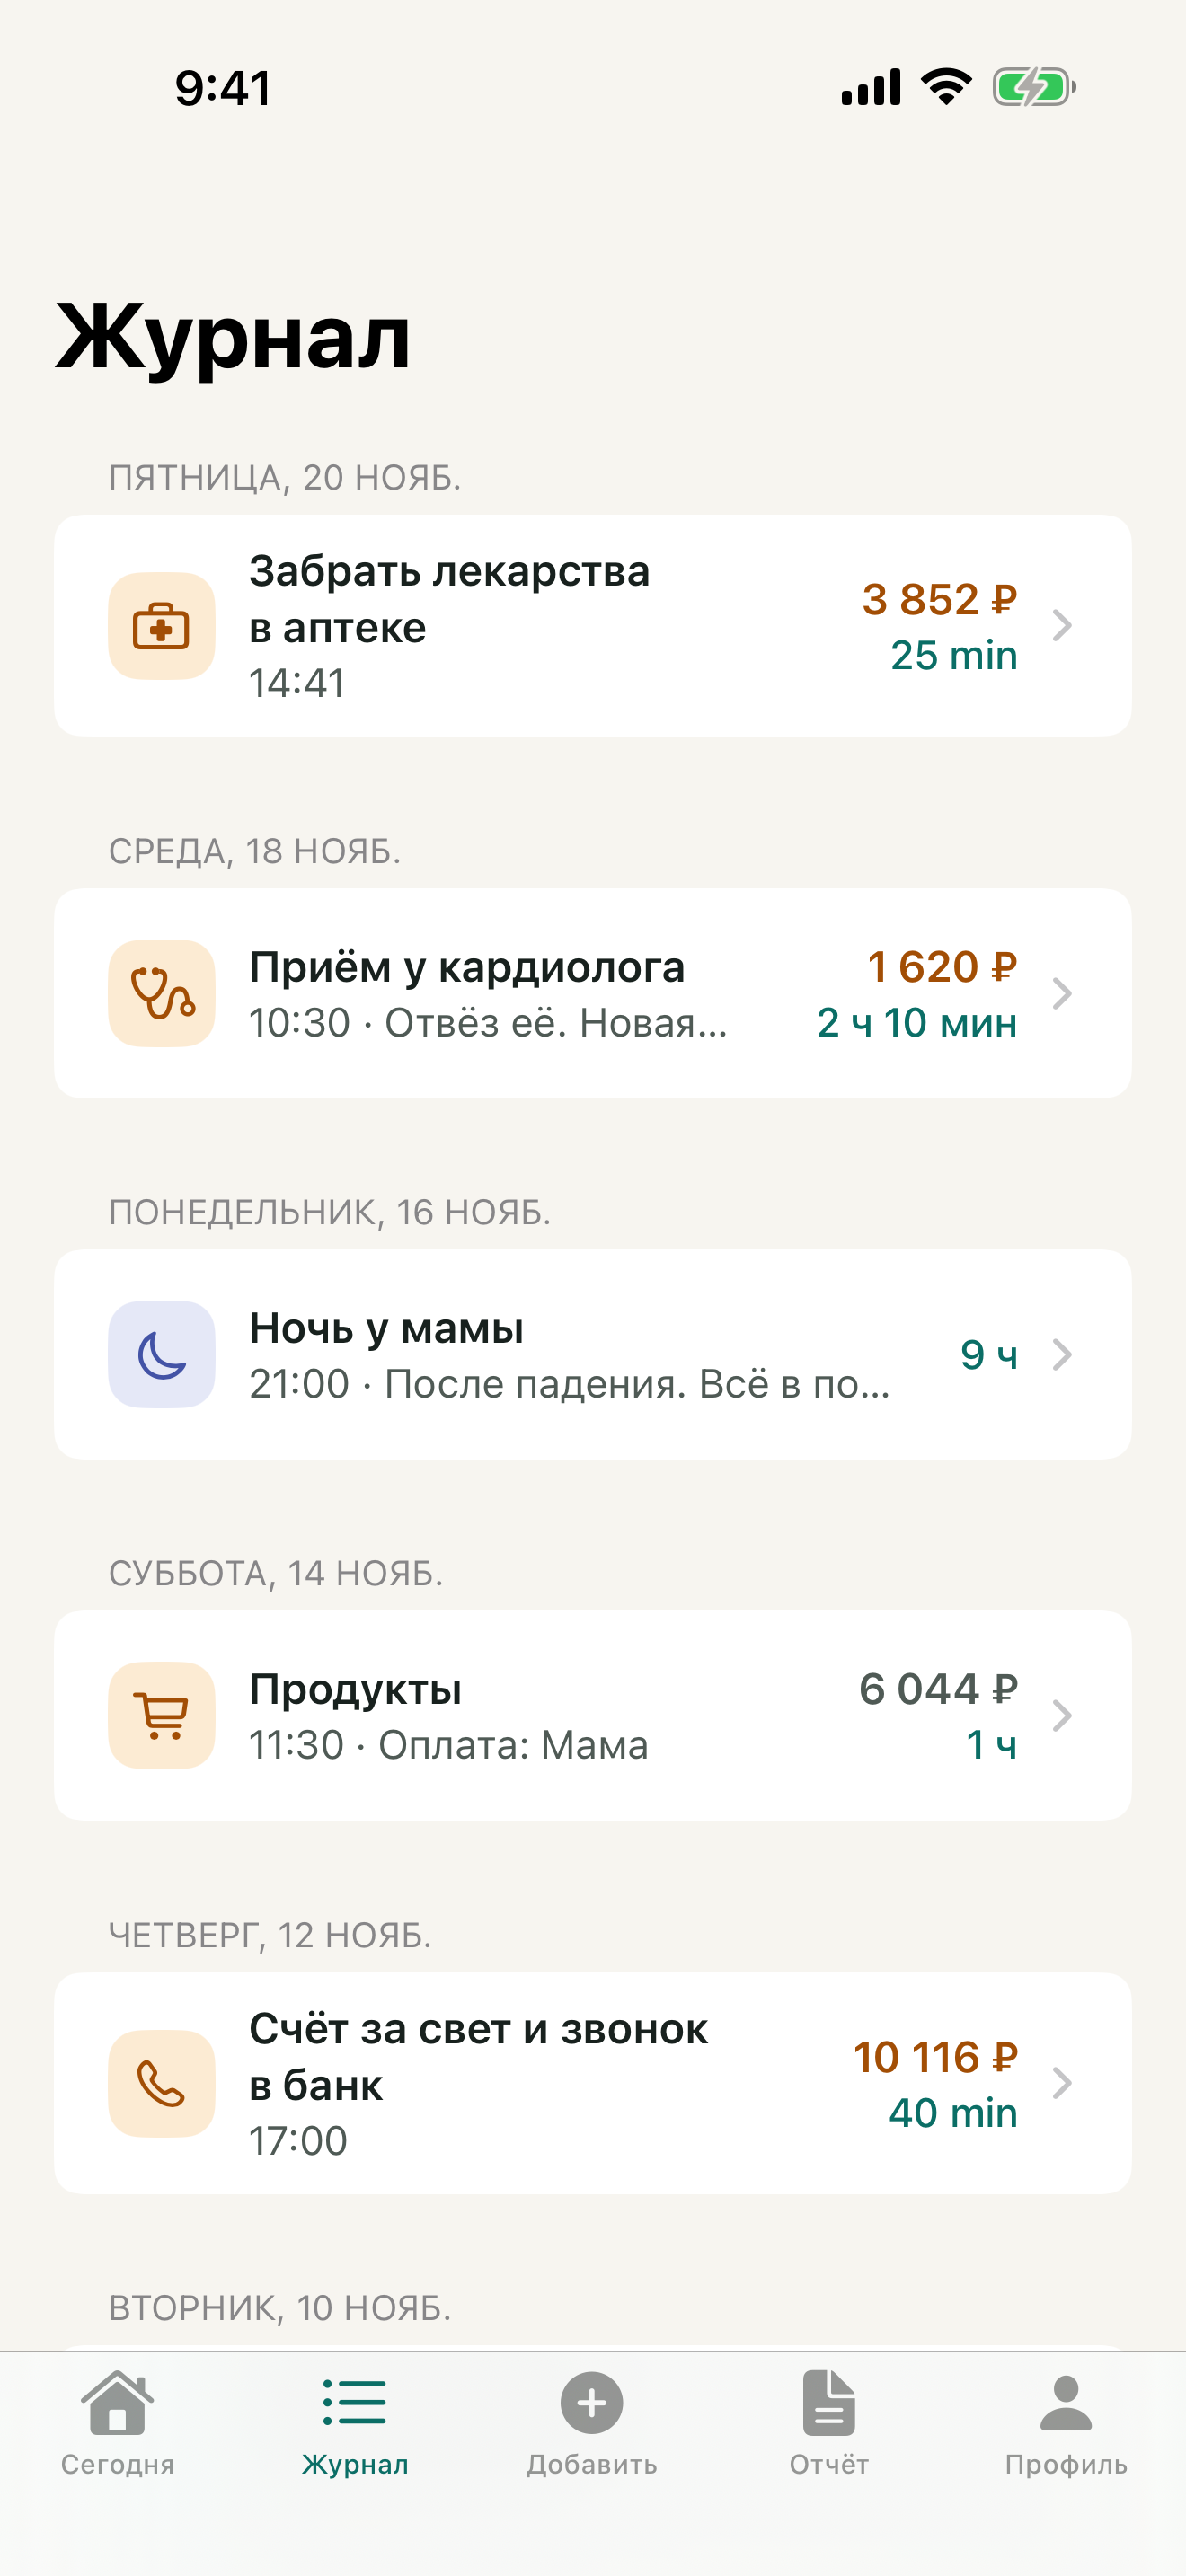 9:41
Журнал
ПЯТНИЦА, 20 НОЯБ.
Забрать лекарства
в аптеке
14:41
3 852 ₽
25 min
СРЕДА, 18 НОЯБ.
Приём у кардиолога
10:30 · Отвёз её. Новая...
1 620 ₽
2 ч 10 мин
ПОНЕДЕЛЬНИК, 16 НОЯБ.
Ночь у мамы
21:00 · После падения. Всё в по...
9 ч
СУББОТА, 14 НОЯБ.
Продукты
11:30 · Оплата: Мама
6 044 ₽
1 ч
ЧЕТВЕРГ, 12 НОЯБ.
Счёт за свет и звонок
в банк
17:00
10 116 ₽
40 min
ВТОРНИК, 10 НОЯБ.
Сегодня
Журнал
Добавить
Отчёт
Профиль